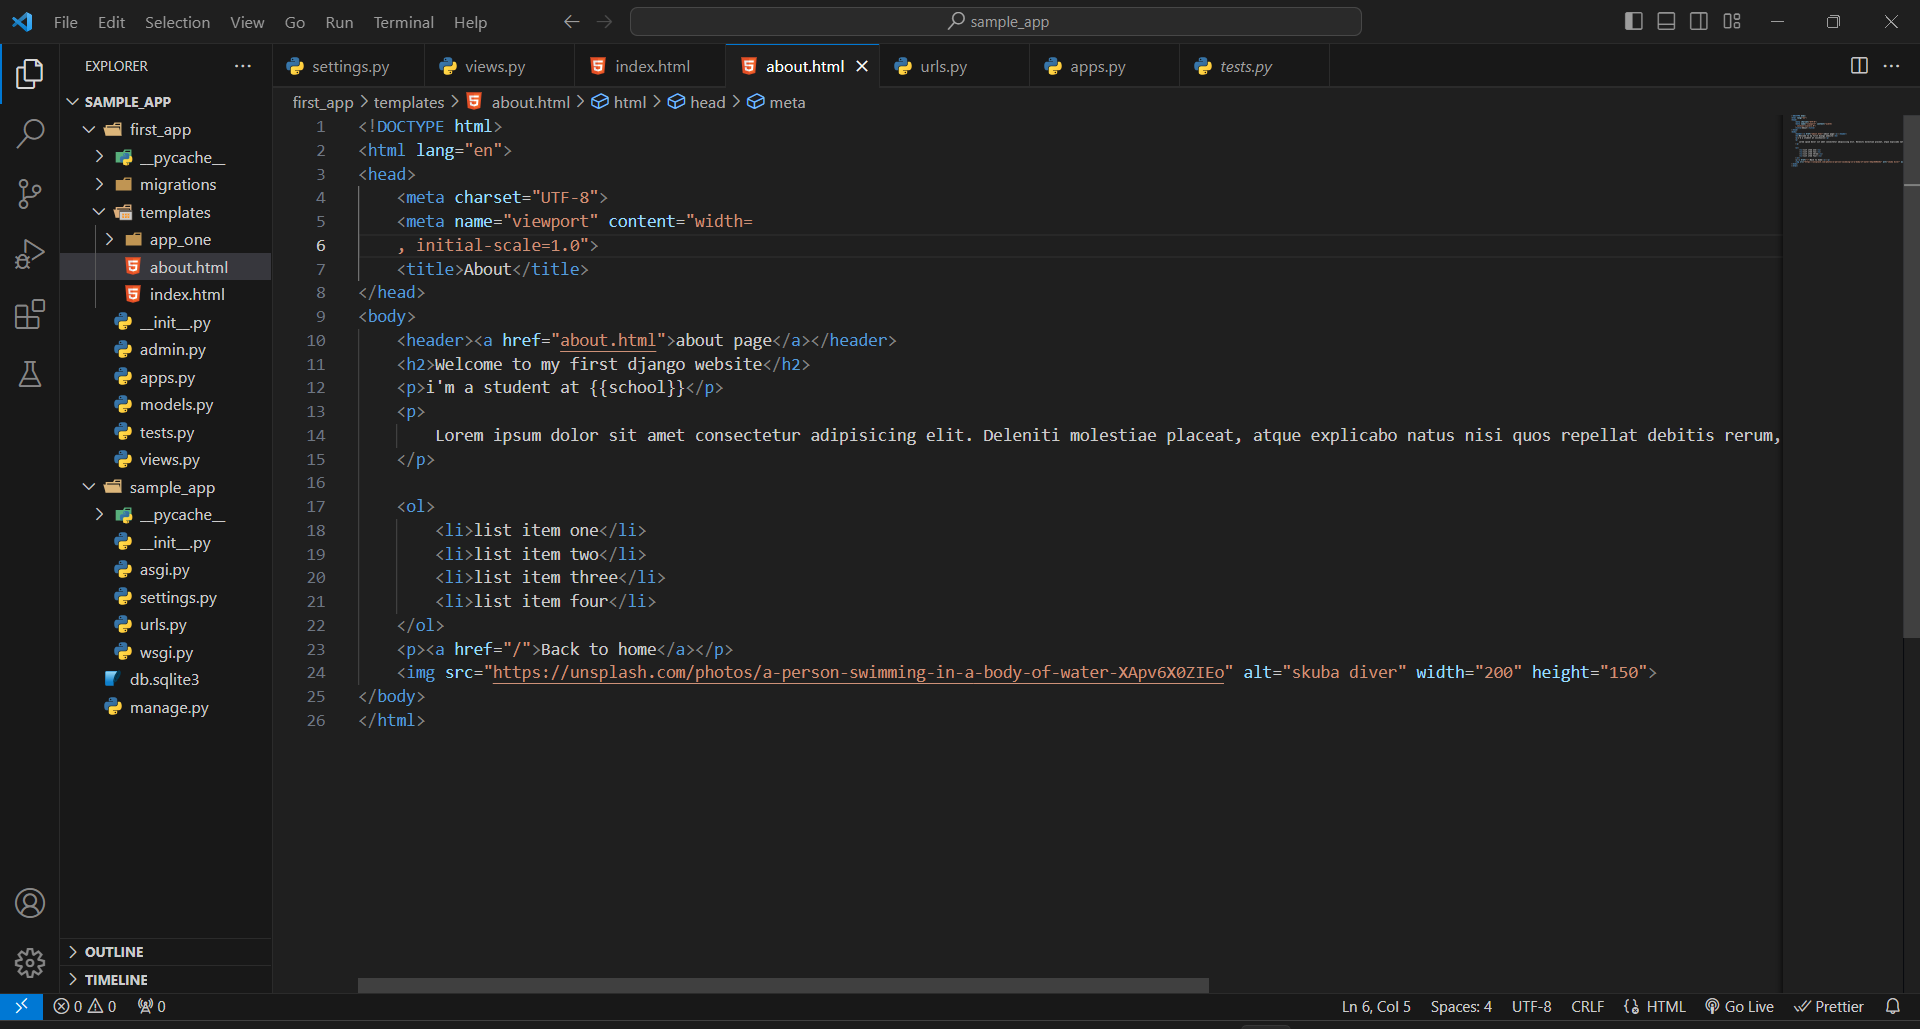 File Edit Selection View Go Run Terminal Help
sample_app
EXPLORER
settings.py views.py index.html about.html urls.py apps.py tests.py
first_app > templates > about.html > html > head > meta
SAMPLE_APP
first_app
__pycache__
migrations
templates
app_one
about.html
index.html
__init__.py
admin.py
apps.py
models.py
tests.py
views.py
sample_app
__pycache__
__init__.py
asgi.py
settings.py
urls.py
wsgi.py
db.sqlite3
manage.py
OUTLINE
TIMELINE
1 <!DOCTYPE html>
2 <html lang="en">
3 <head>
4 <meta charset="UTF-8">
5 <meta name="viewport" content="width=
6 , initial-scale=1.0">
7 <title>About</title>
8 </head>
9 <body>
10 <header><a href="about.html">about page</a></header>
11 <h2>Welcome to my first django website</h2>
12 <p>i'm a student at {{school}}</p>
13 <p>
14 Lorem ipsum dolor sit amet consectetur adipisicing elit. Deleniti molestiae placeat, atque explicabo natus nisi quos repellat debitis rerum,
15 </p>
16
17 <ol>
18 <li>list item one</li>
19 <li>list item two</li>
20 <li>list item three</li>
21 <li>list item four</li>
22 </ol>
23 <p><a href="/">Back to home</a></p>
24 <img src="https://unsplash.com/photos/a-person-swimming-in-a-body-of-water-XApv6X0ZIEo" alt="skuba diver" width="200" height="150">
25 </body>
26 </html>
0 0 0 Ln 6, Col 5 Spaces: 4 UTF-8 CRLF HTML Go Live Prettier